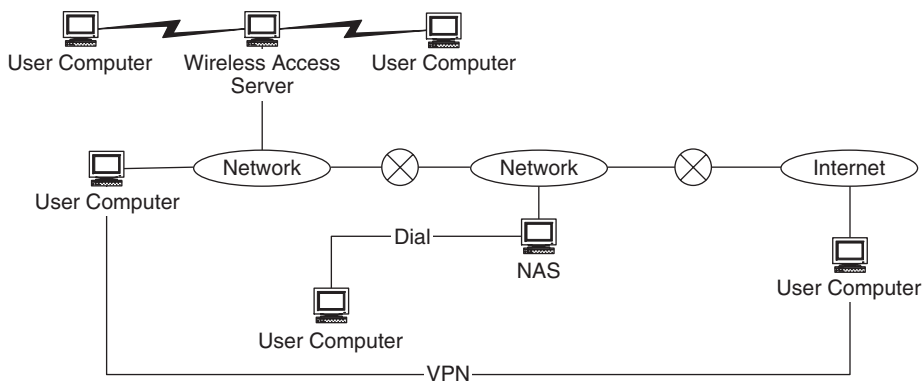 User Computer
Wireless Access
Server
User Computer
Network
Network
Internet
User Computer
Dial
NAS
User Computer
User Computer
VPN